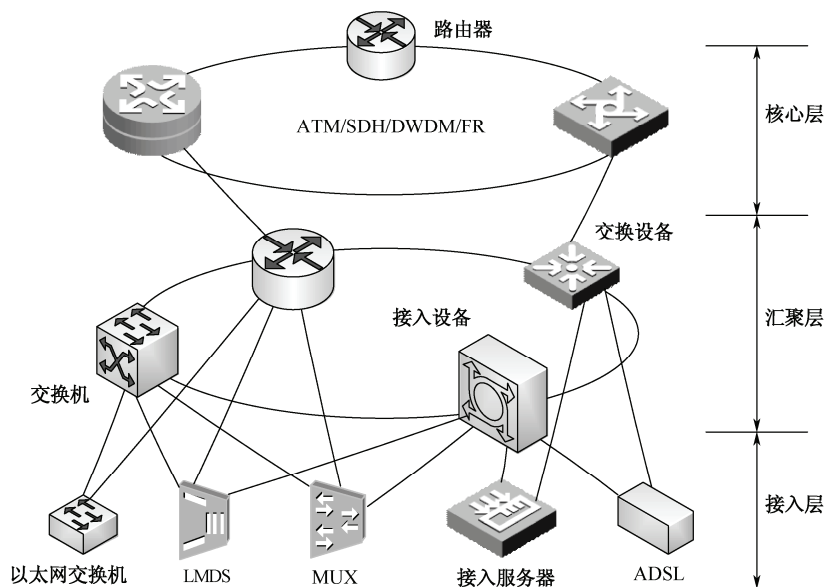 路由器
核心层
ATM/SDH/DWDM/FR
交换设备
接入设备
汇聚层
交换机
接入层
以太网交换机
LMDS
MUX
接入服务器
ADSL